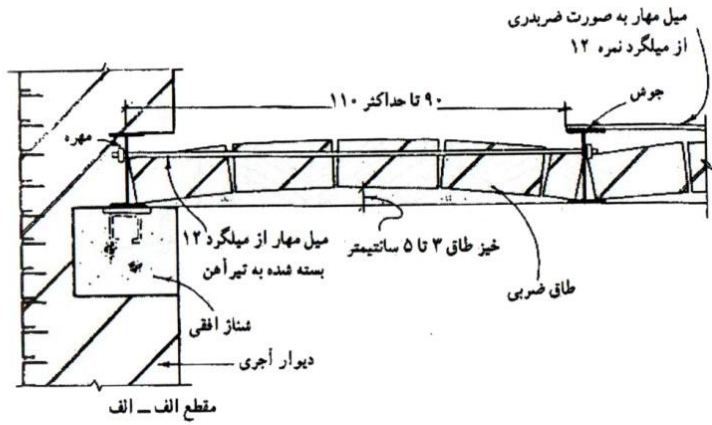 میل مهار به صورت ضربدری
از میلگرد نمره ۱۲
جوش
۹۰ تا حداکثر ۱۱۰
مهره
میل مهار از میلگرد ۱۲
بسته شده به تیرآهن
خیز طاق ۳ تا ۵ سانتیمتر
طاق ضربی
شناژ افقی
دیوار آجری
مقطع الف ــ الف